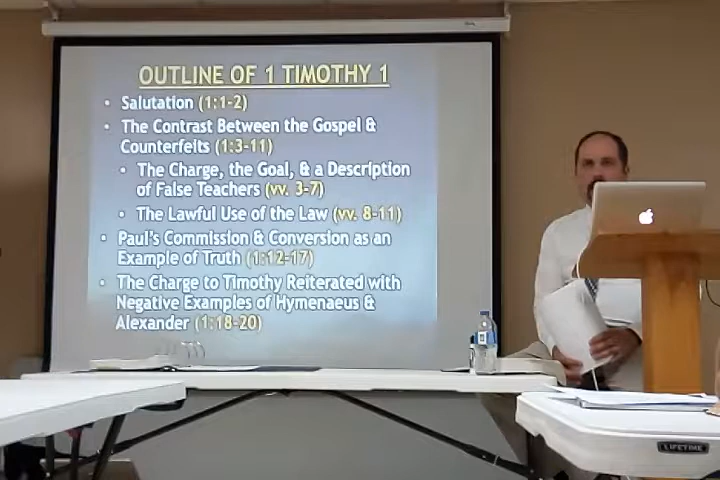 OUTLINE OF 1 TIMOTHY 1
• Salutation (1:1-2)
• The Contrast Between the Gospel &
Counterfeits (1:3-11)
• The Charge, the Goal, & a Description
of False Teachers (vv. 3-7)
• The Lawful Use of the Law (vv. 8-11)
• Paul's Commission & Conversion as an
Example of Truth (1:12-17)
• The Charge to Timothy Reiterated with
Negative Examples of Hymenaeus &
Alexander (1:18-20)
LIFETIME